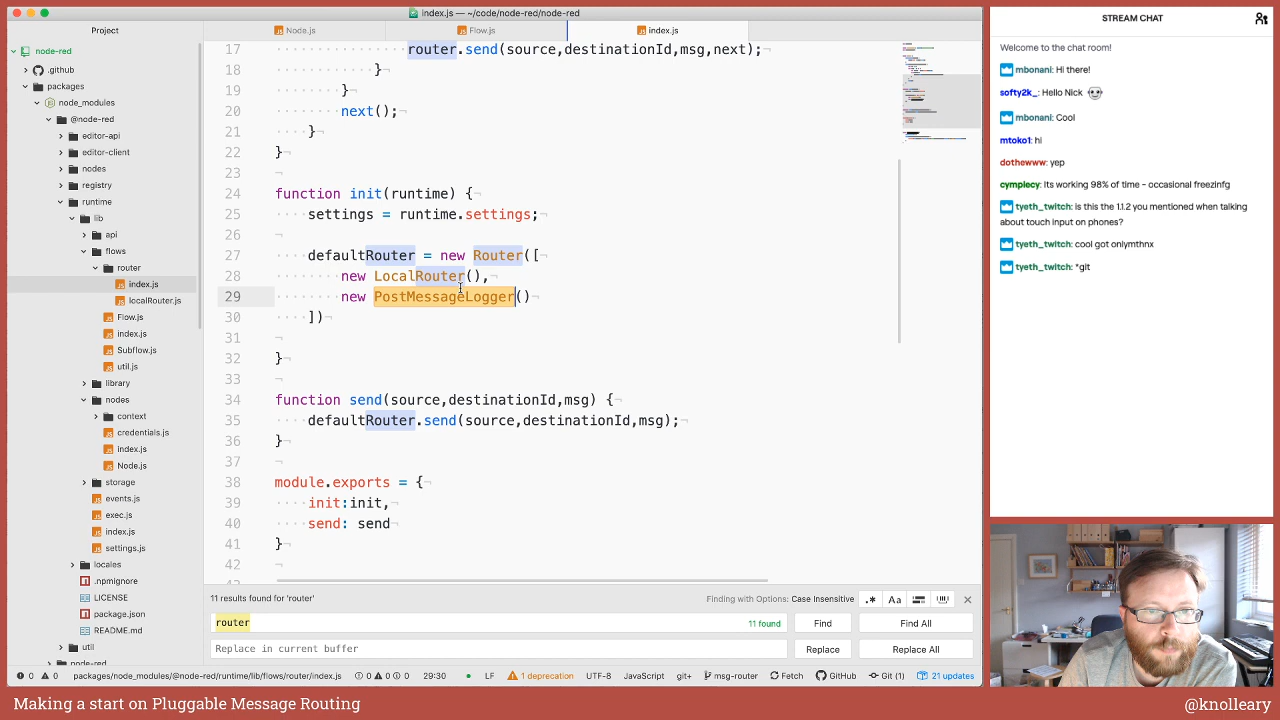 index.js — ~/code/node-red/node-red
Project
Node.js
Flow.js
index.js
node-red
.github
packages
node_modules
@node-red
editor-api
editor-client
nodes
registry
runtime
lib
api
flows
router
index.js
localRouter.js
Flow.js
index.js
Subflow.js
util.js
library
nodes
context
credentials.js
index.js
Node.js
storage
events.js
exec.js
index.js
settings.js
locales
.npmignore
LICENSE
package.json
README.md
util
node-red
17 router.send(source,destinationId,msg,next);
18 }
19 }
20 next();
21 }
22 }
23
24 function init(runtime) {
25 settings = runtime.settings;
26
27 defaultRouter = new Router([
28 new LocalRouter(),
29 new PostMessageLogger()
30 ])
31
32 }
33
34 function send(source,destinationId,msg) {
35 defaultRouter.send(source,destinationId,msg);
36 }
37
38 module.exports = {
39 init:init,
40 send: send
41 }
42
11 results found for 'router'
Finding with Options: Case Insensitive
.* Aa
router
11 found
Find
Find All
Replace in current buffer
Replace
Replace All
0 0 packages/node_modules/@node-red/runtime/lib/flows/router/index.js 0 0 0 29:30 LF 1 deprecation UTF-8 JavaScript git+ msg-router Fetch GitHub Git (1) 21 updates
STREAM CHAT
Welcome to the chat room!
mbonani: Hi there!
softy2k_: Hello Nick
mbonani: Cool
mtoko1: hi
dothewww: yep
cymplecy: Its working 98% of time - occasional freezinfg
tyeth_twitch: is this the 1.1.2 you mentioned when talking
about touch input on phones?
tyeth_twitch: cool got onlymthnx
tyeth_twitch: *git
Making a start on Pluggable Message Routing
@knolleary